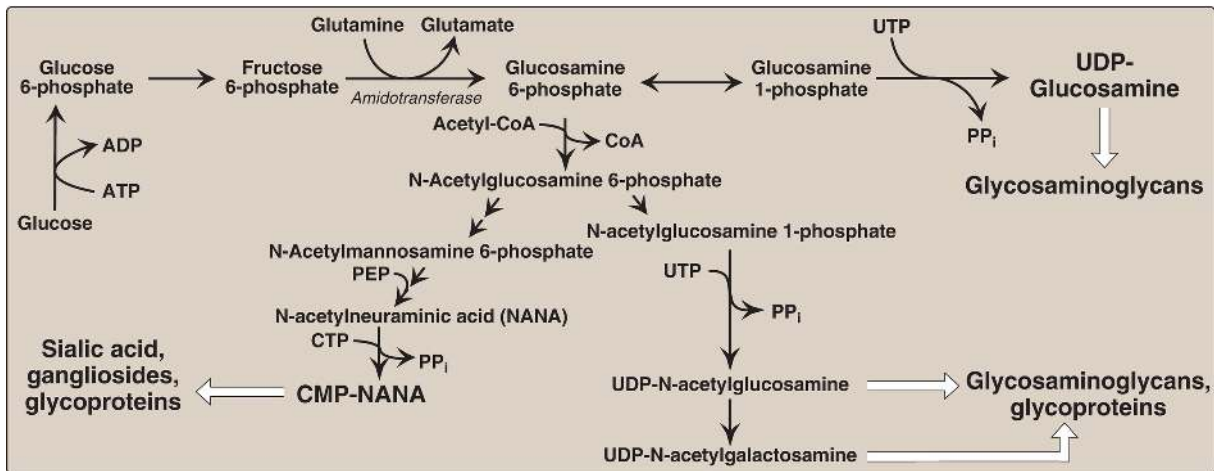 Glutamine
Glutamate
UTP
Glucose
6-phosphate
Fructose
6-phosphate
Amidotransferase
Glucosamine
6-phosphate
Glucosamine
1-phosphate
UDP-
Glucosamine
PPi
Acetyl-CoA
CoA
ADP
ATP
Glucose
Glycosaminoglycans
N-Acetylglucosamine 6-phosphate
N-Acetylmannosamine 6-phosphate
N-acetylglucosamine 1-phosphate
PEP
UTP
PPi
N-acetylneuraminic acid (NANA)
CTP
PPi
Sialic acid,
gangliosides,
glycoproteins
CMP-NANA
UDP-N-acetylglucosamine
Glycosaminoglycans,
glycoproteins
UDP-N-acetylgalactosamine